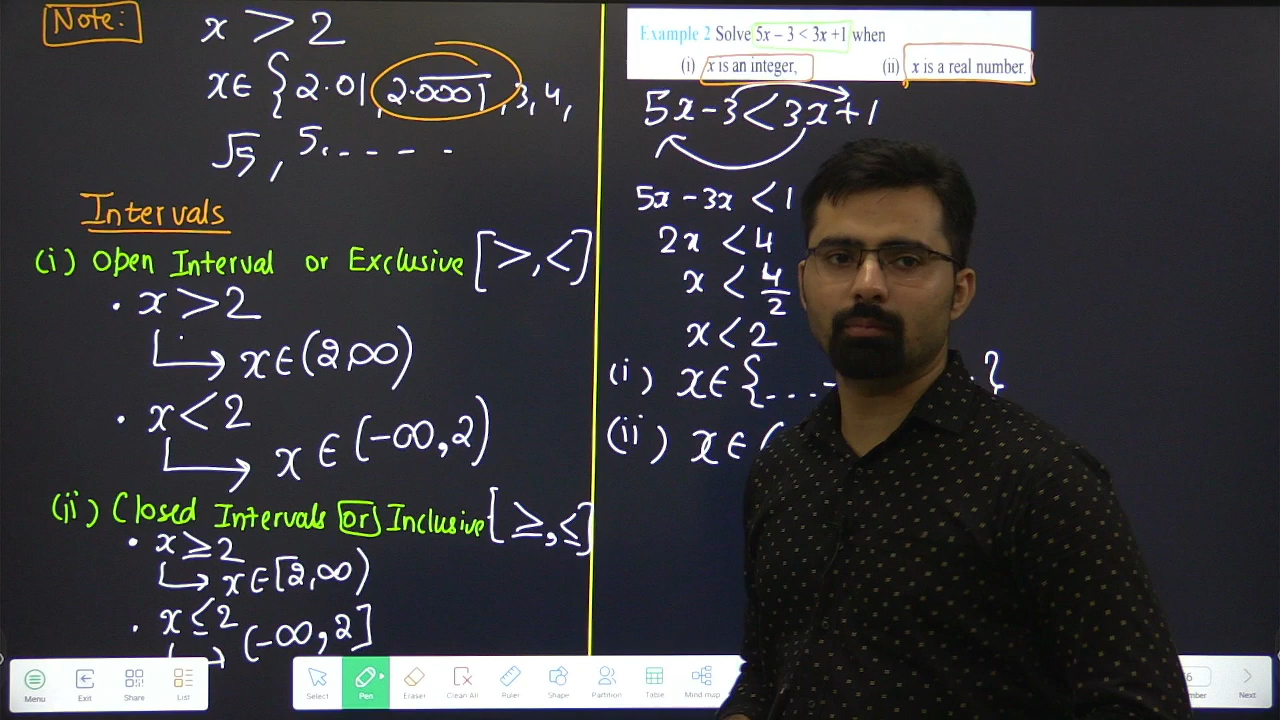 Note:
x > 2
x ∈ { 2.01, 2.0001, 3, 4,
√5, 5, . - - - -
Intervals
(i) Open Interval or Exclusive [>, <]
• x > 2
x ∈ (2, ∞)
• x < 2
x ∈ (-∞, 2)
(ii) Closed Intervals or Inclusive [≥, ≤]
• x ≥ 2
x ∈ [2, ∞)
• x ≤ 2
(-∞, 2]
Example 2 Solve 5x – 3 < 3x +1 when
(i) x is an integer, (ii) x is a real number.
5x - 3 < 3x + 1
5x - 3x < 1
2x < 4
x < 4/2
x < 2
(i) x ∈ {... - . }
(ii) x ∈ (
Menu Exit Share List Select Pen Eraser Clean All Ruler Shape Partition Table Mind map Next